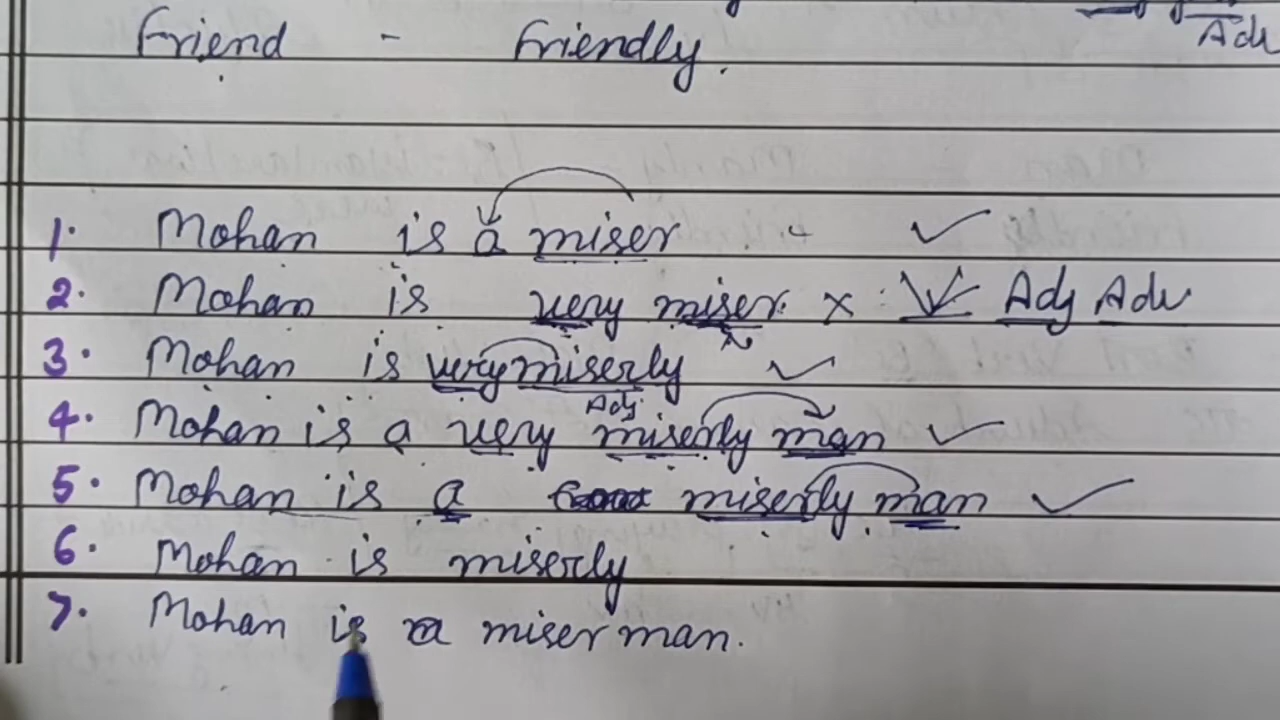 Adv
Friend - Friendly.
1. Mohan is a miser ✓
2. Mohan is very miser. × : V Adj Adv
3. Mohan is very miserly ✓
Adj
4. Mohan is a very miserly man ✓
5. Mohan is a miserly man ✓
6. Mohan is miserly
7. Mohan is a miser man.